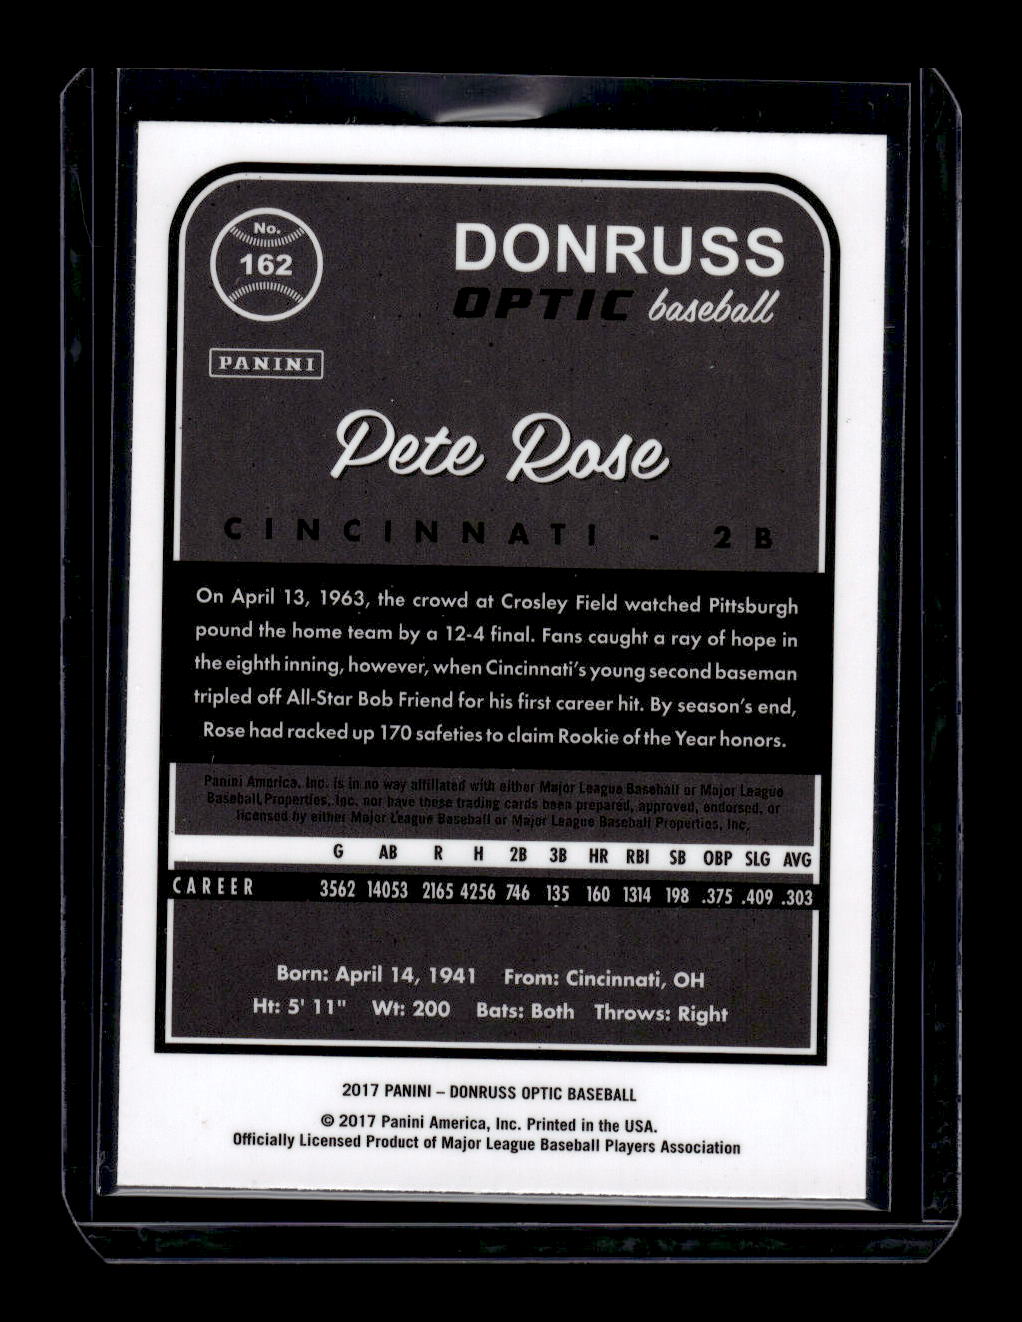 No.
162
DONRUSS
OPTIC baseball
PANINI
Pete Rose
CINCINNATI - 2B
On April 13, 1963, the crowd at Crosley Field watched Pittsburgh
pound the home team by a 12-4 final. Fans caught a ray of hope in
the eighth inning, however, when Cincinnati's young second baseman
tripled off All-Star Bob Friend for his first career hit. By season's end,
Rose had racked up 170 safeties to claim Rookie of the Year honors.
Panini America, Inc. is in no way affiliated with either Major League Baseball or Major League
Baseball Properties, Inc. nor have these trading cards been prepared, approved, endorsed, or
licensed by either Major League Baseball or Major League Baseball Properties, Inc.
G AB R H 2B 3B HR RBI SB OBP SLG AVG
CAREER 3562 14053 2165 4256 746 135 160 1314 198 .375 .409 .303
Born: April 14, 1941 From: Cincinnati, OH
Ht: 5' 11" Wt: 200 Bats: Both Throws: Right
2017 PANINI – DONRUSS OPTIC BASEBALL
© 2017 Panini America, Inc. Printed in the USA.
Officially Licensed Product of Major League Baseball Players Association